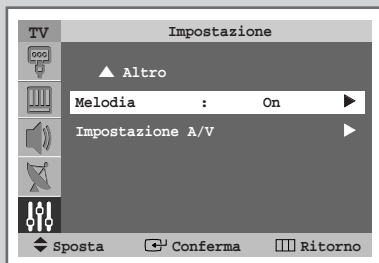 TV Impostazione
▲ Altro
Melodia : On ▶
Impostazione A/V ▶
Sposta Conferma Ritorno